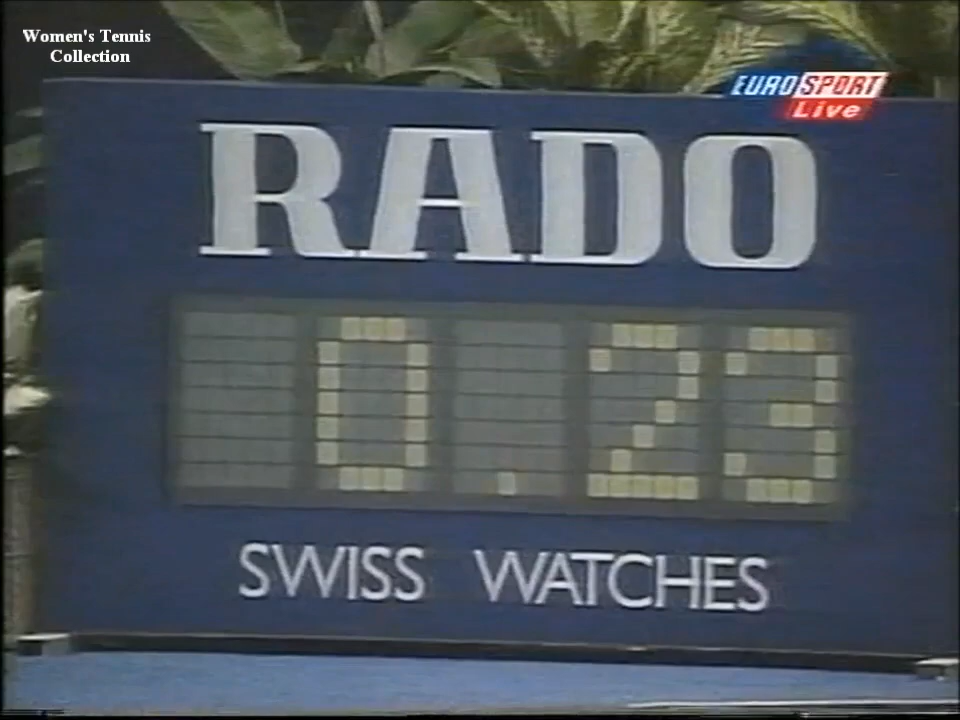 Women's Tennis
Collection
EUROSPORT
Live
RADO
0.23
SWISS WATCHES